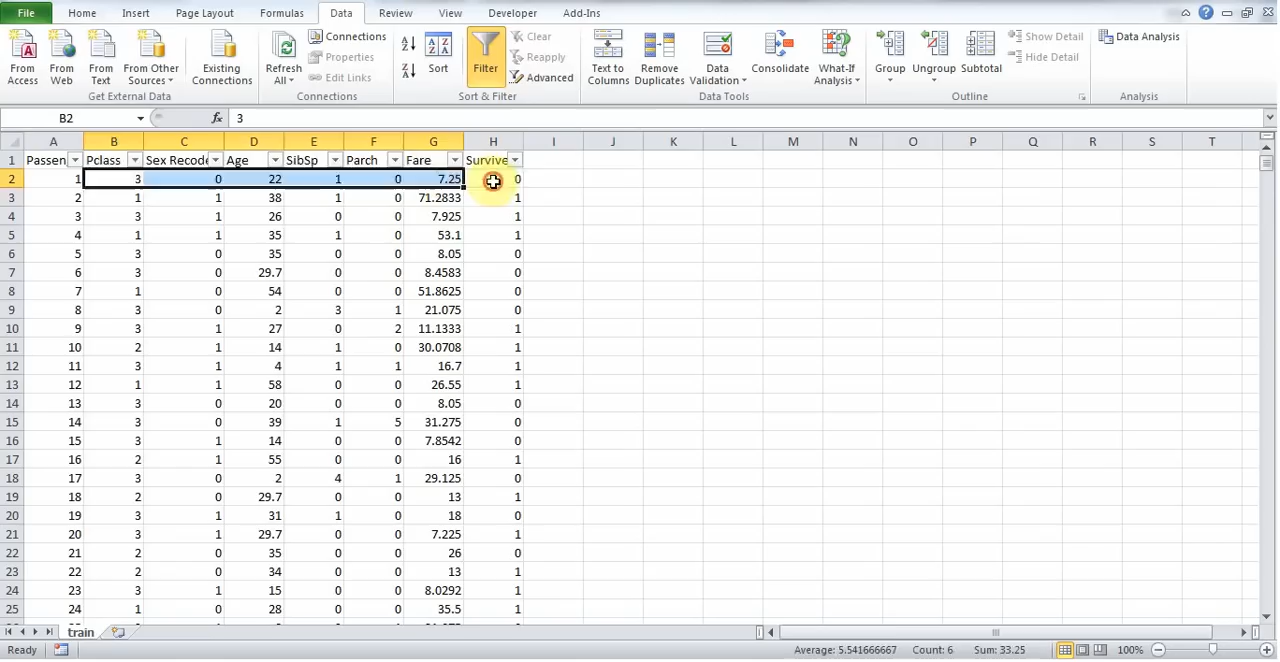 File Home Insert Page Layout Formulas Data Review View Developer Add-Ins
From Access
From Web
From Text
From Other Sources
Existing Connections
Get External Data
Refresh All
Connections
Properties
Edit Links
Connections
Sort
Filter
Clear
Reapply
Advanced
Sort & Filter
Text to Columns
Remove Duplicates
Data Validation
Consolidate
What-If Analysis
Data Tools
Group
Ungroup
Subtotal
Show Detail
Hide Detail
Outline
Data Analysis
Analysis
B2 fx 3
A B C D E F G H I J K L M N O P Q R S T
1 Passen Pclass Sex Recode Age SibSp Parch Fare Survive
2 1 3 0 22 1 0 7.25 0
3 2 1 1 38 1 0 71.2833 1
4 3 3 1 26 0 0 7.925 1
5 4 1 1 35 1 0 53.1 1
6 5 3 0 35 0 0 8.05 0
7 6 3 0 29.7 0 0 8.4583 0
8 7 1 0 54 0 0 51.8625 0
9 8 3 0 2 3 1 21.075 0
10 9 3 1 27 0 2 11.1333 1
11 10 2 1 14 1 0 30.0708 1
12 11 3 1 4 1 1 16.7 1
13 12 1 1 58 0 0 26.55 1
14 13 3 0 20 0 0 8.05 0
15 14 3 0 39 1 5 31.275 0
16 15 3 1 14 0 0 7.8542 0
17 16 2 1 55 0 0 16 1
18 17 3 0 2 4 1 29.125 0
19 18 2 0 29.7 0 0 13 1
20 19 3 1 31 1 0 18 0
21 20 3 1 29.7 0 0 7.225 1
22 21 2 0 35 0 0 26 0
23 22 2 0 34 0 0 13 1
24 23 3 1 15 0 0 8.0292 1
25 24 1 0 28 0 0 35.5 1
train
Ready Average: 5.541666667 Count: 6 Sum: 33.25 100%